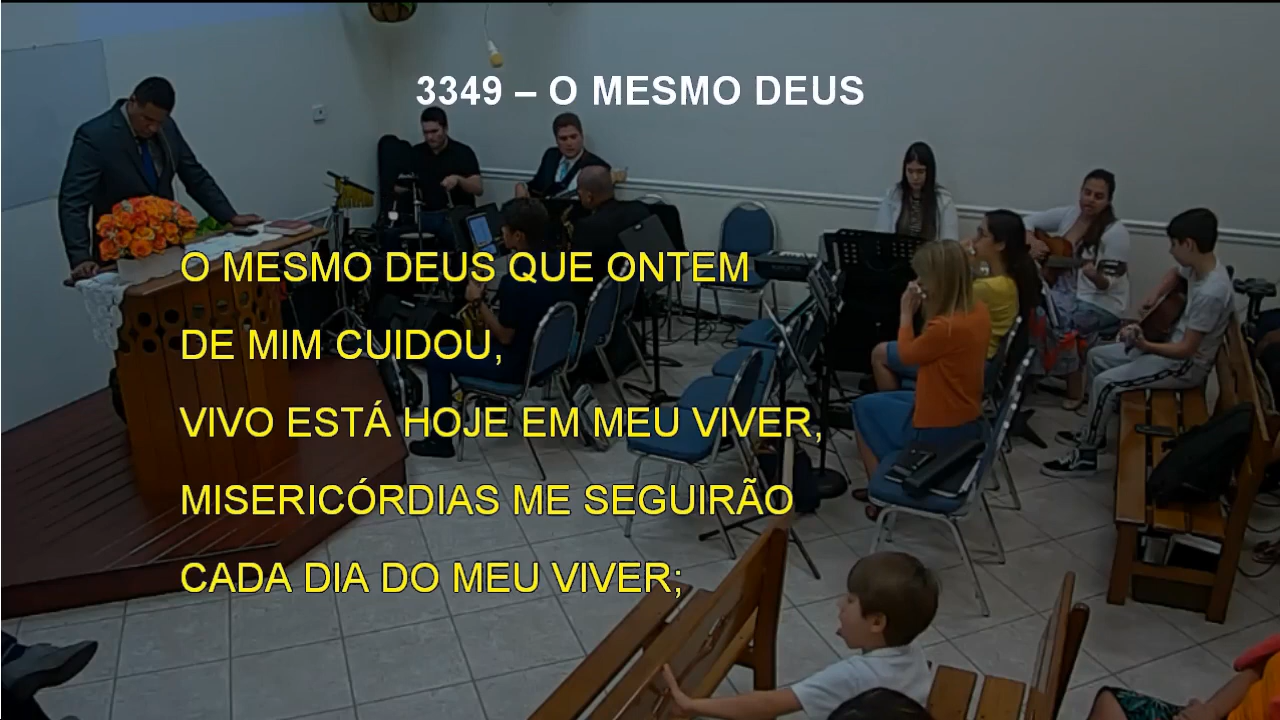 3349 – O MESMO DEUS
O MESMO DEUS QUE ONTEM
DE MIM CUIDOU,
VIVO ESTÁ HOJE EM MEU VIVER,
MISERICÓRDIAS ME SEGUIRÃO
CADA DIA DO MEU VIVER;